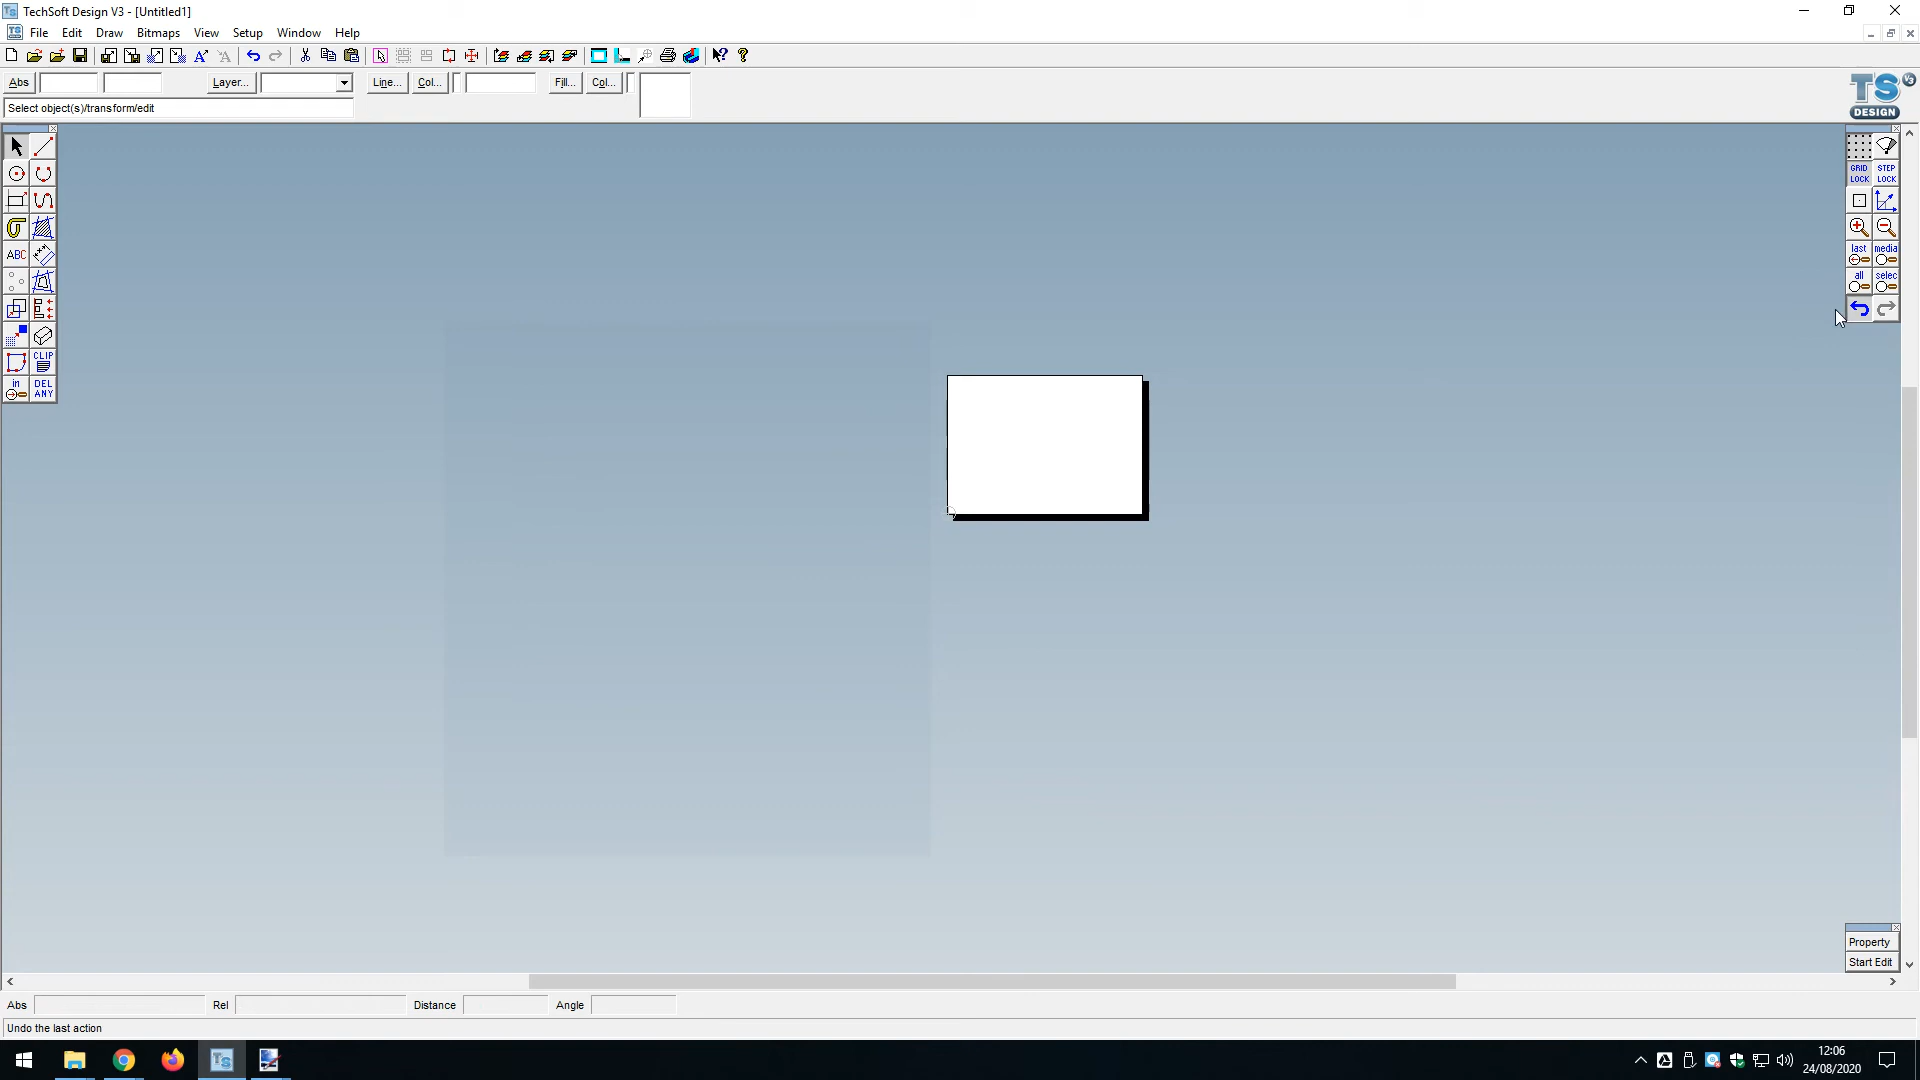 TechSoft Design V3 - [Untitled1]
File Edit Draw Bitmaps View Setup Window Help
Abs Layer... Line... Col... Fill... Col...
Select object(s)/transform/edit
TS V3
DESIGN
GRID LOCK STEP LOCK
ABC
last media
all selec
CLIP
in DEL ANY
Property
Start Edit
Abs Rel Distance Angle
Undo the last action
Ts
12:06
24/08/2020